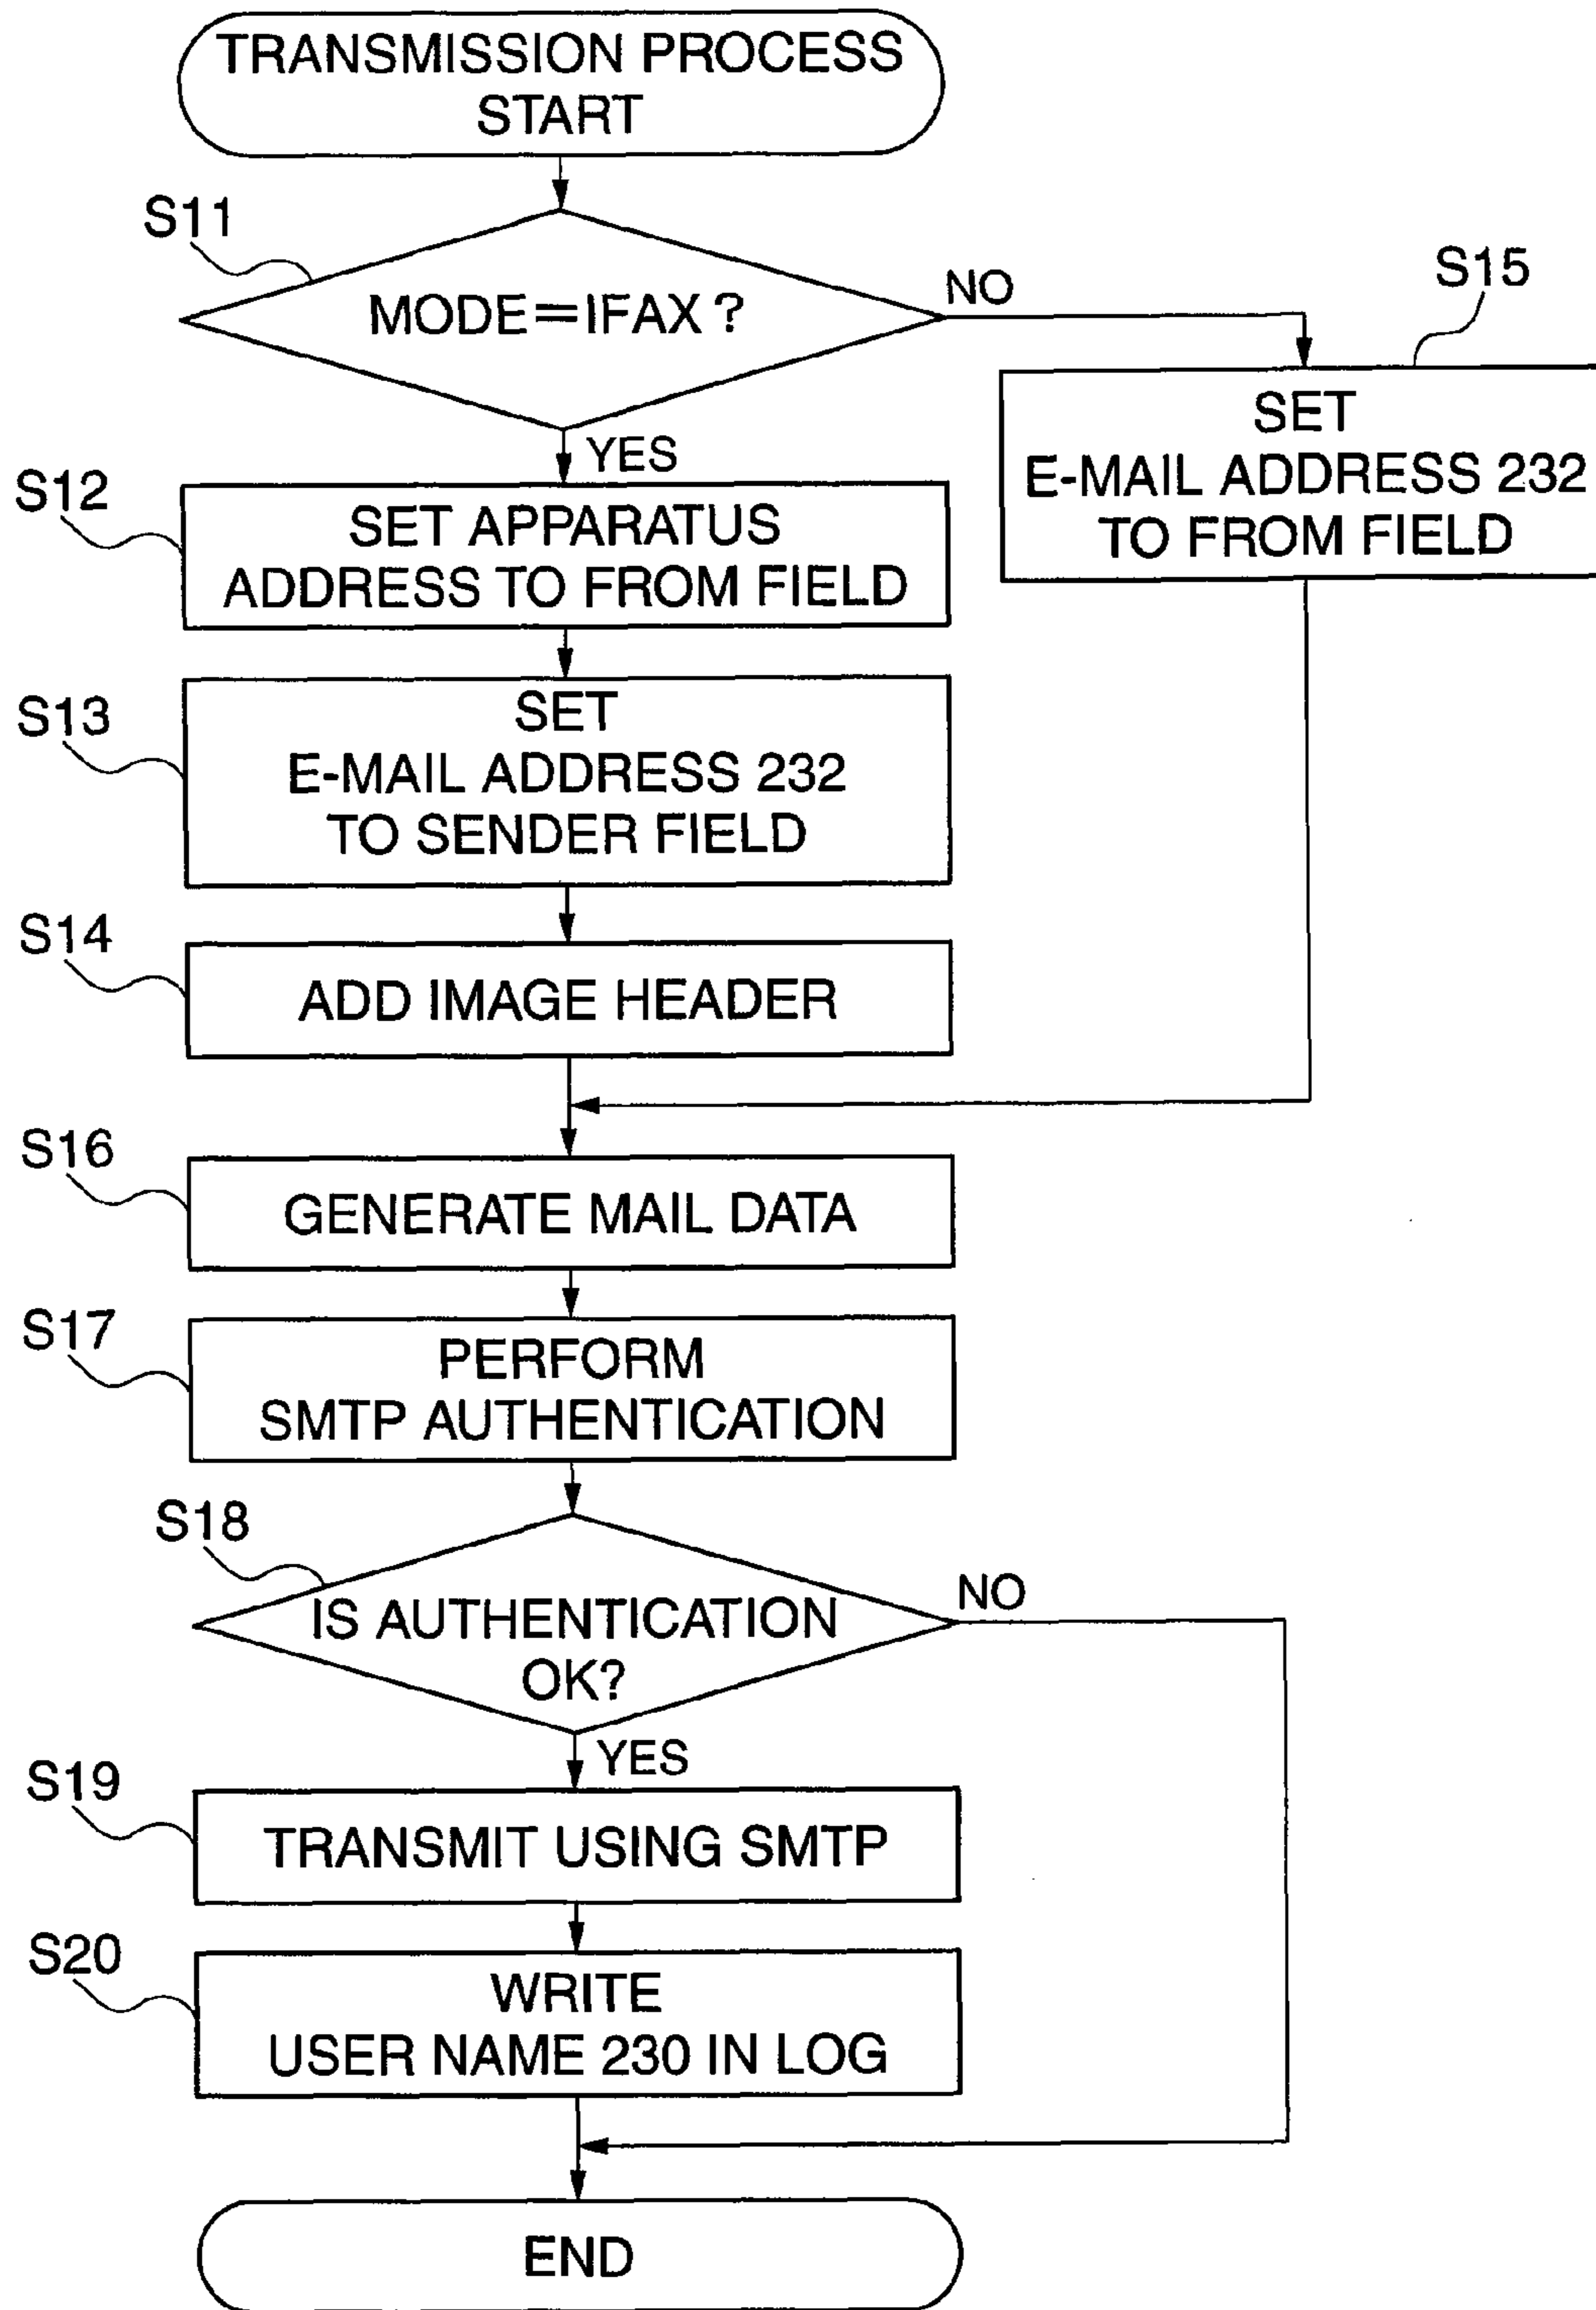 TRANSMISSION PROCESS
START
S11
MODE=IFAX ?
NO
S15
SET
E-MAIL ADDRESS 232
TO FROM FIELD
YES
S12
SET APPARATUS
ADDRESS TO FROM FIELD
S13
SET
E-MAIL ADDRESS 232
TO SENDER FIELD
S14
ADD IMAGE HEADER
S16
GENERATE MAIL DATA
S17
PERFORM
SMTP AUTHENTICATION
S18
IS AUTHENTICATION
OK?
NO
YES
S19
TRANSMIT USING SMTP
S20
WRITE
USER NAME 230 IN LOG
END